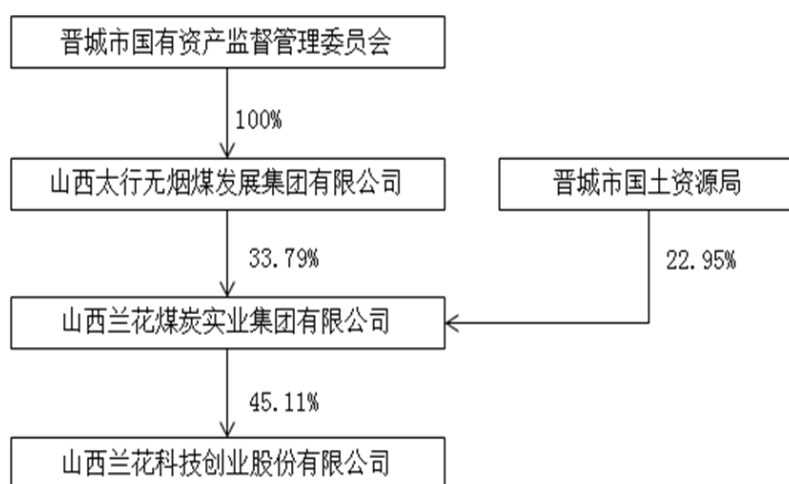 晋城市国有资产监督管理委员会
100%
山西太行无烟煤发展集团有限公司
晋城市国土资源局
33.79%
22.95%
山西兰花煤炭实业集团有限公司
45.11%
山西兰花科技创业股份有限公司